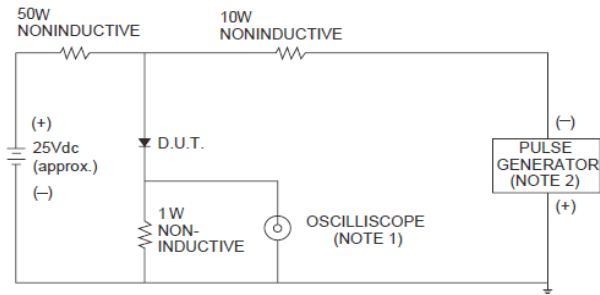 50W
NONINDUCTIVE
10W
NONINDUCTIVE
(+)
25Vdc
(approx.)
(–)
D.U.T.
1W
NON-
INDUCTIVE
OSCILLISCOPE
(NOTE 1)
(–)
PULSE
GENERATOR
(NOTE 2)
(+)